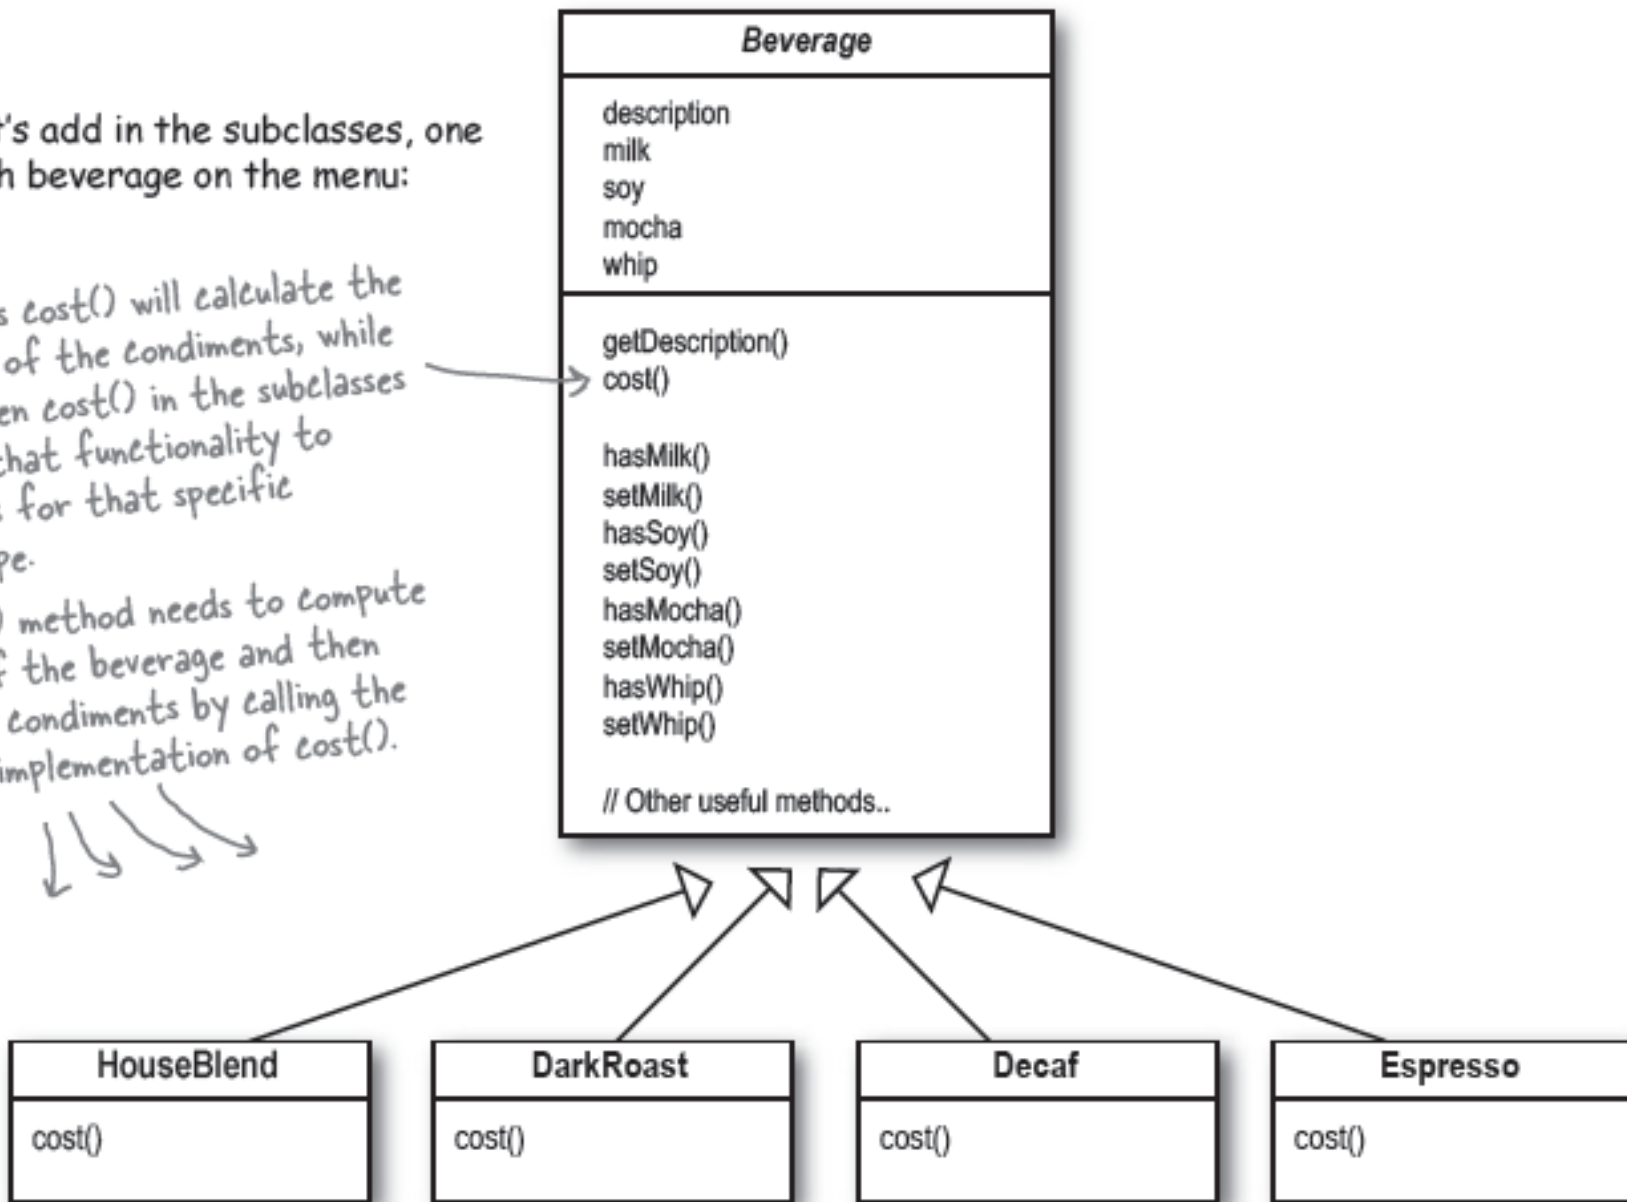 Beverage
description
milk
soy
mocha
whip
getDescription()
cost()
hasMilk()
setMilk()
hasSoy()
setSoy()
hasMocha()
setMocha()
hasWhip()
setWhip()
// Other useful methods..
t's add in the subclasses, one
h beverage on the menu:
s cost() will calculate the
of the condiments, while
en cost() in the subclasses
that functionality to
s for that specific
pe.
) method needs to compute
f the beverage and then
condiments by calling the
implementation of cost().
HouseBlend
cost()
DarkRoast
cost()
Decaf
cost()
Espresso
cost()